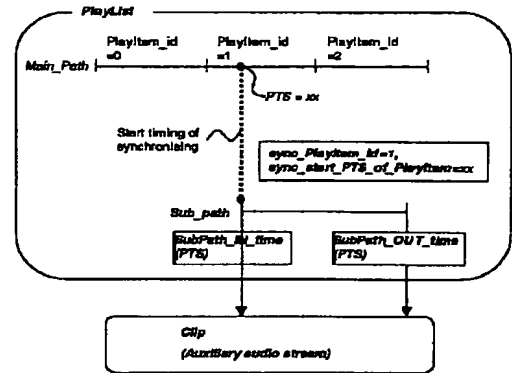 PlayList
PlayItem_id
=0
PlayItem_id
=1
PlayItem_id
=2
Main_Path
PTS = xx
Start timing of
synchronising
sync_PlayItem_id=1,
sync_start_PTS_of_PlayItem=xx
Sub_path
SubPath_IN_time
(PTS)
SubPath_OUT_time
(PTS)
Clip
(Auxiliary audio stream)